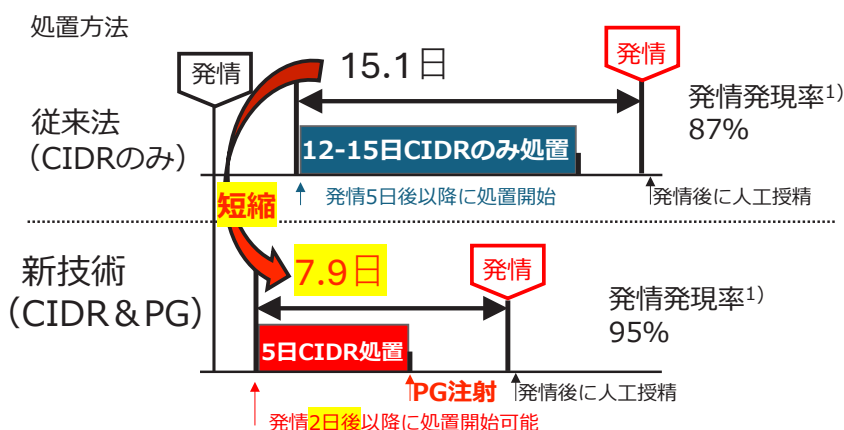 処置方法
発情
15.1日
発情
従来法
（CIDRのみ）
12-15日CIDRのみ処置
発情発現率1)
87%
発情5日後以降に処置開始
発情後に人工授精
短縮
新技術
（CIDR＆PG）
7.9日
発情
5日CIDR処置
発情発現率1)
95%
PG注射
発情後に人工授精
発情2日後以降に処置開始可能